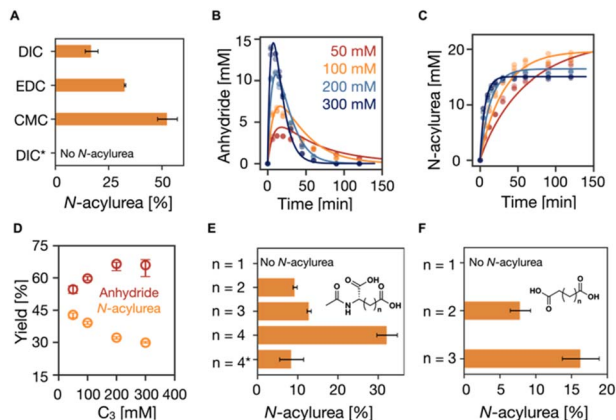 A
DIC
EDC
CMC
DIC*
No N-acylurea
0
25
50
N-acylurea [%]
B
Anhydride [mM]
15
10
5
0
50 mM
100 mM
200 mM
300 mM
0
50
100
150
Time [min]
C
N-acylurea [mM]
20
10
0
0
50
100
150
Time [min]
D
Yield [%]
75
60
45
30
15
Anhydride
N-acylurea
0
100
200
300
400
C3 [mM]
E
n = 1
No N-acylurea
n = 2
n = 3
n = 4
n = 4*
O
OH
O
O
N
H
n
OH
0
10
20
30
N-acylurea [%]
F
n = 1
No N-acylurea
n = 2
n = 3
O
O
HO
n
OH
0
10
20
N-acylurea [%]